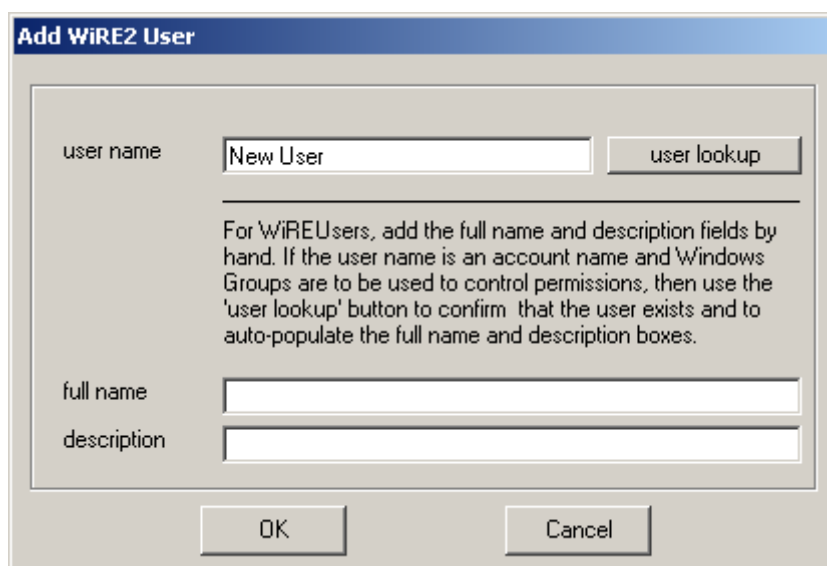 Add WiRE2 User
user name
New User
user lookup
For WiREUsers, add the full name and description fields by
hand. If the user name is an account name and Windows
Groups are to be used to control permissions, then use the
'user lookup' button to confirm  that the user exists and to
auto-populate the full name and description boxes.
full name
description
OK
Cancel